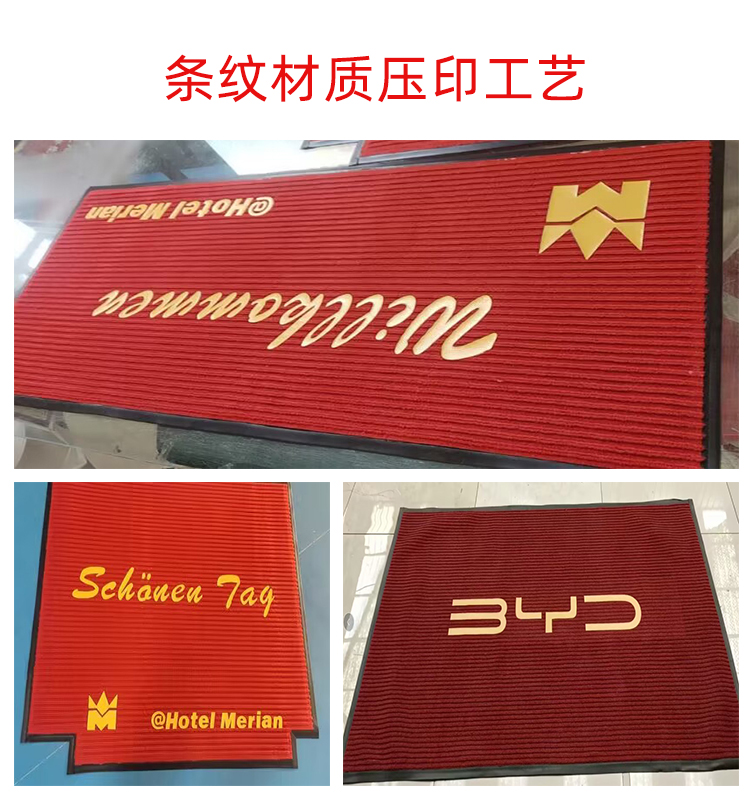 条纹材质压印工艺
@Hotel Merian
Willkommen
Schönen Tag
@Hotel Merian
BYD